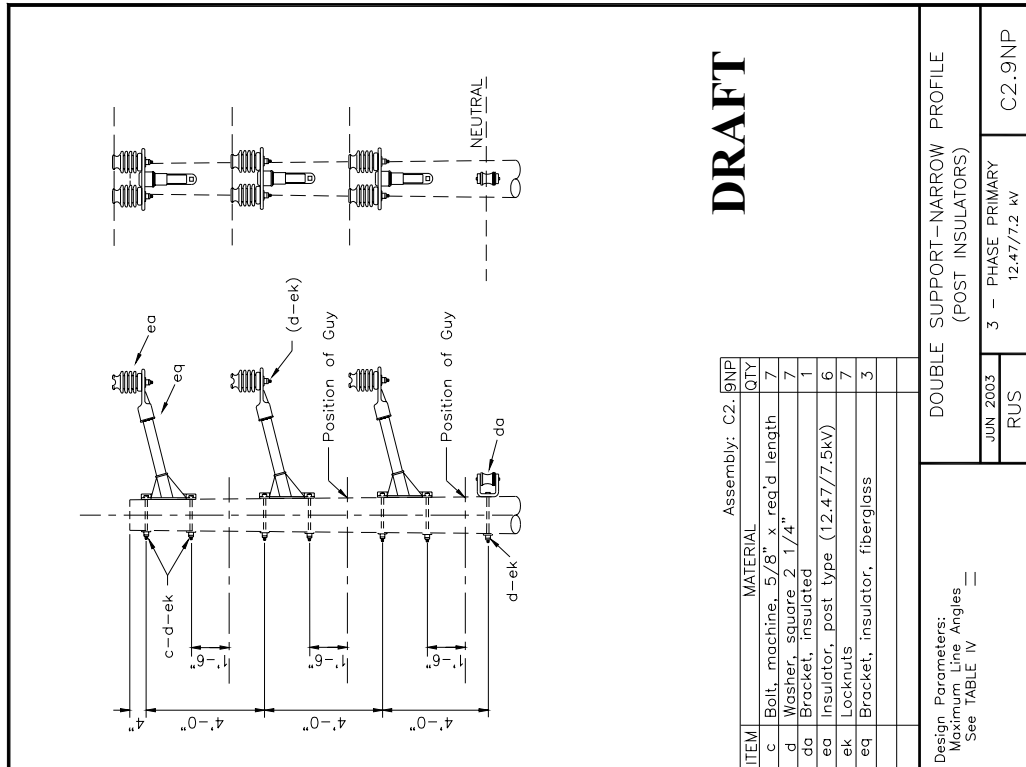 NEUTRAL
DRAFT
ea
eq
(d-ek)
Position of Guy
Position of Guy
da
d-ek
c-d-ek
1'-6"
1'-6"
1'-6"
4"
4'-0"
4'-0"
4'-0"
Assembly: C2.9NP
ITEM MATERIAL QTY
c Bolt, machine, 5/8" x req'd length 7
d Washer, square 2 1/4" 7
da Bracket, insulated 1
ea Insulator, post type (12.47/7.5kV) 6
ek Locknuts 7
eq Bracket, insulator, fiberglass 3
Design Parameters:
Maximum Line Angles
See TABLE IV
DOUBLE SUPPORT-NARROW PROFILE
(POST INSULATORS)
JUN 2003
RUS
3 - PHASE PRIMARY
12.47/7.2 kV
C2.9NP